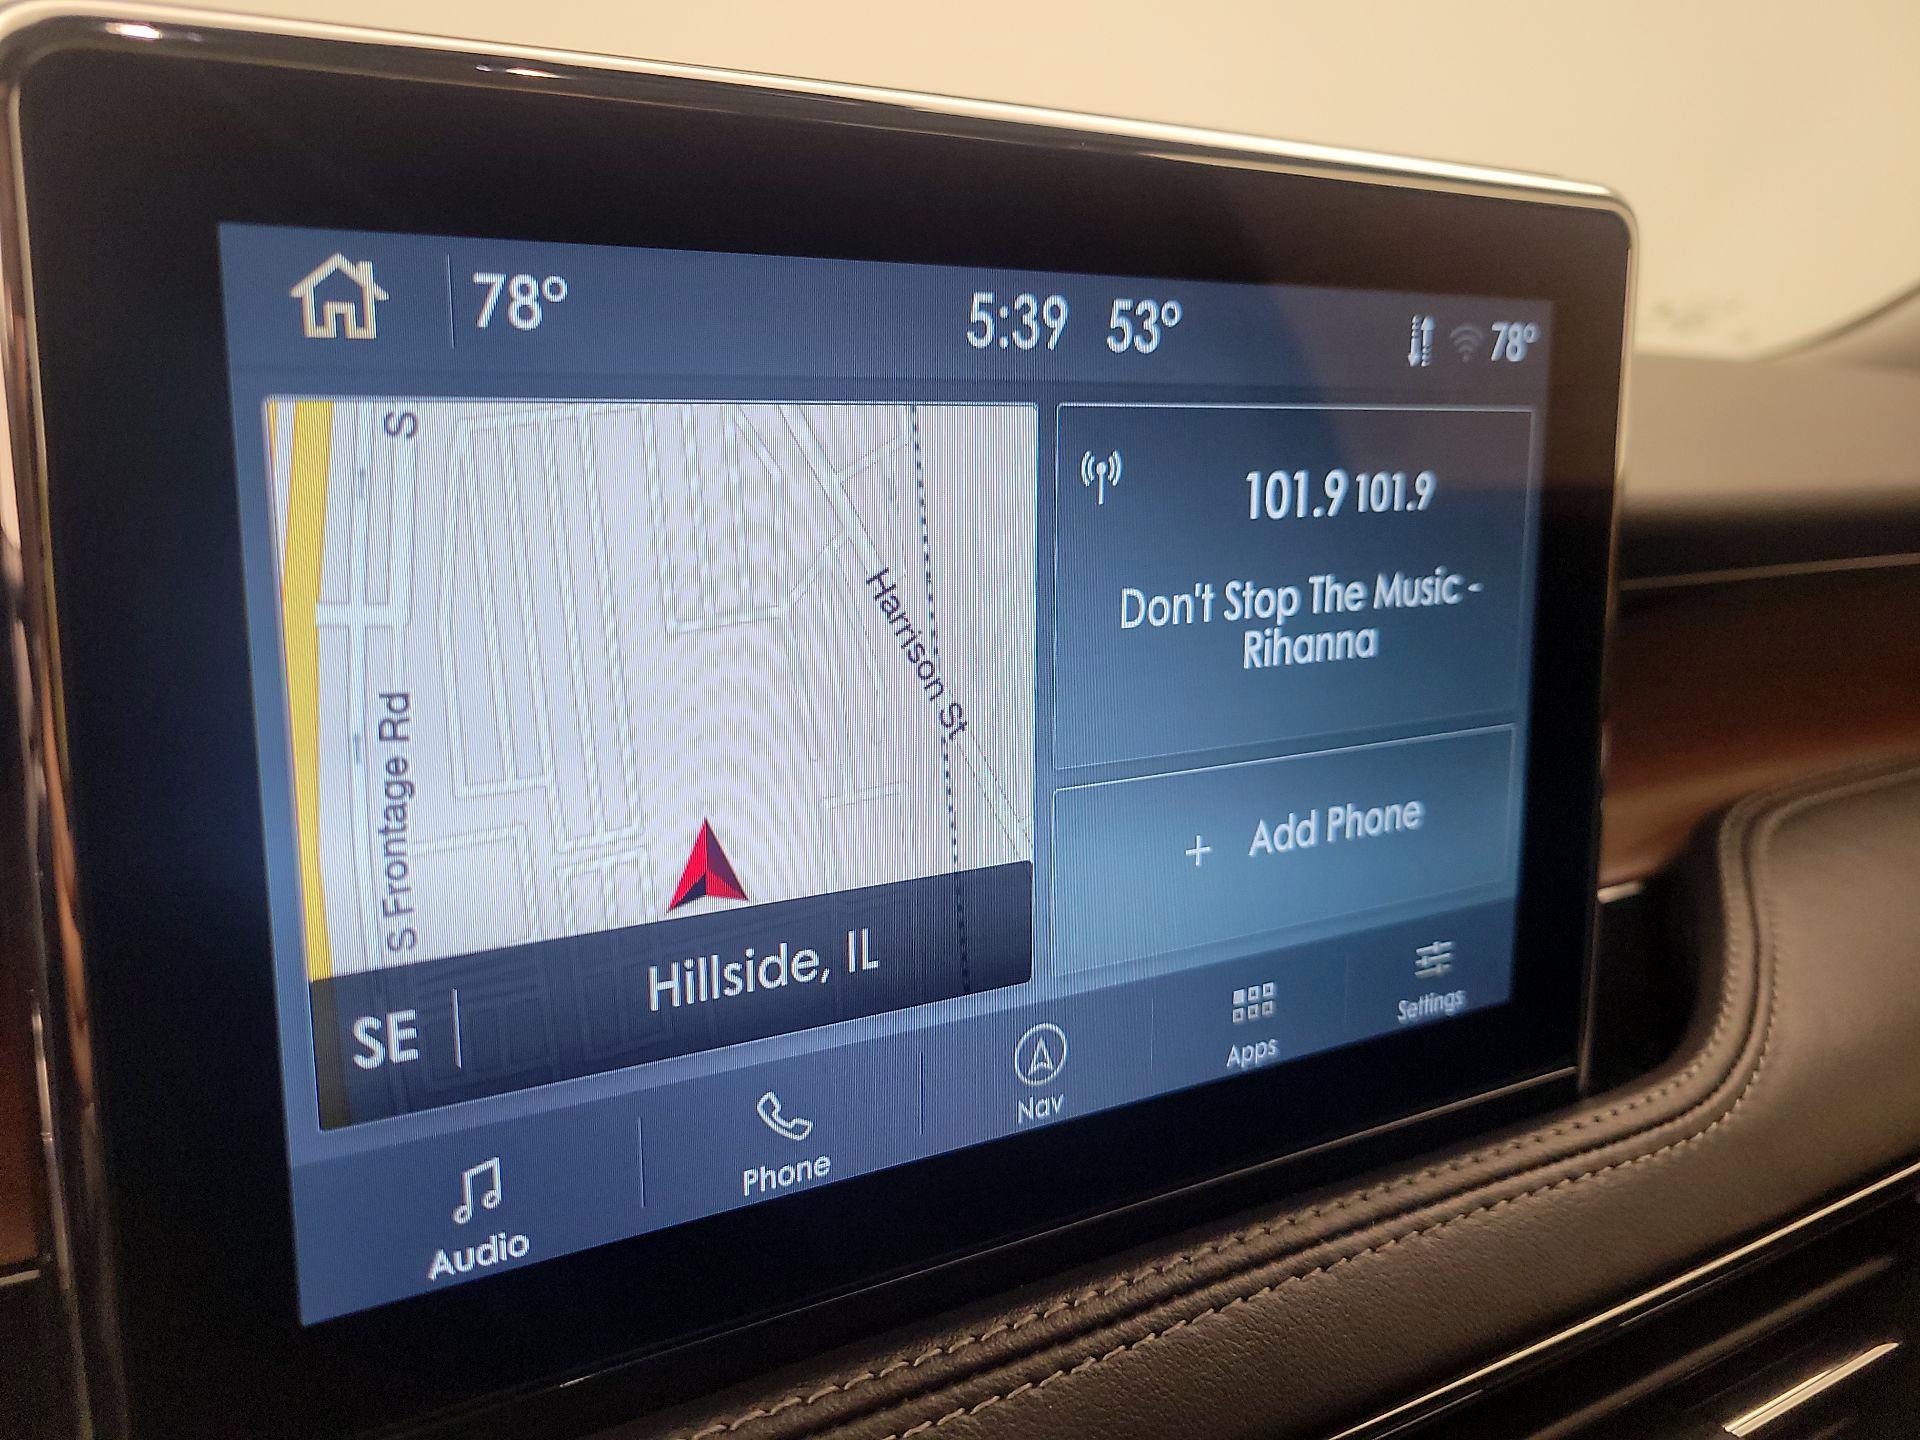 78°
5:39 53°
78°
S
S Frontage Rd
Harrison St
SE
Hillside, IL
101.9 101.9
Don't Stop The Music -
Rihanna
+ Add Phone
Audio
Phone
Nav
Apps
Settings